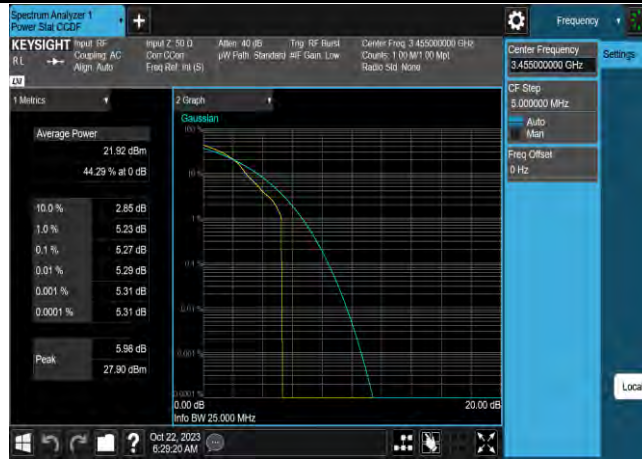 Spectrum Analyzer 1
Power Stat CCDF
Frequency
KEYSIGHT
Input: RF
Input Z: 50 Ω
Atten: 40 dB
Trig: RF Burst
Center Freq: 3.455000000 GHz
RL
Coupling: AC
Corr CCorr
µW Path: Standard
#IF Gain: Low
Counts: 1.00 M/1.00 Mpt
Align: Auto
Freq Ref: Int (S)
Radio Std: None
LM
Center Frequency
3.455000000 GHz
Settings
CF Step
5.000000 MHz
Auto
Man
Freq Offset
0 Hz
1 Metrics
2 Graph
Average Power
21.92 dBm
44.29 % at 0 dB
10.0 % 2.85 dB
1.0 % 5.23 dB
0.1 % 5.27 dB
0.01 % 5.29 dB
0.001 % 5.31 dB
0.0001 % 5.31 dB
Peak
5.98 dB
27.90 dBm
Gaussian
100 %
10 %
1 %
0.1 %
0.01 %
0.001 %
0.0001 %
0.00 dB
20.00 dB
Info BW 25.000 MHz
Local
Oct 22, 2023
6:29:20 AM